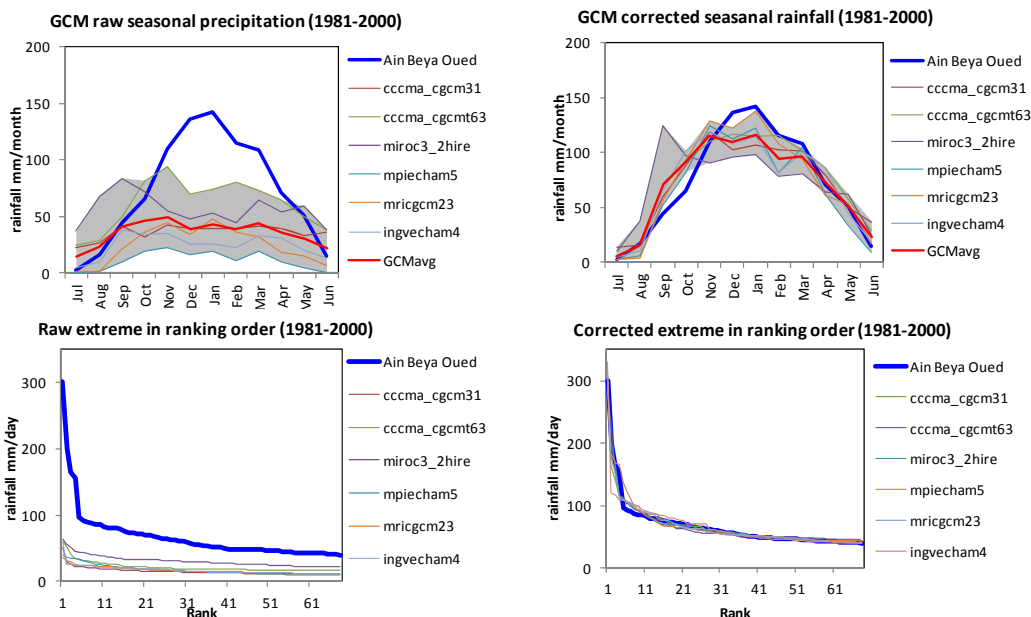 GCM raw seasonal precipitation (1981-2000)
rainfall mm/month
200
150
100
50
0
Jul
Aug
Sep
Oct
Nov
Dec
Jan
Feb
Mar
Apr
May
Jun
Ain Beya Oued
cccma_cgcm31
cccma_cgcmt63
miroc3_2hire
mpiecham5
mricgcm23
ingvecham4
GCMavg
GCM corrected seasanal rainfall (1981-2000)
rainfall mm/month
200
150
100
50
0
Jul
Aug
Sep
Oct
Nov
Dec
Jan
Feb
Mar
Apr
May
Jun
Ain Beya Oued
cccma_cgcm31
cccma_cgcmt63
miroc3_2hire
mpiecham5
mricgcm23
ingvecham4
GCMavg
Raw extreme in ranking order (1981-2000)
rainfall mm/day
300
200
100
0
1 11 21 31 41 51 61
Rank
Ain Beya Oued
cccma_cgcm31
cccma_cgcmt63
miroc3_2hire
mpiecham5
mricgcm23
ingvecham4
Corrected extreme in ranking order (1981-2000)
rainfall mm/day
300
200
100
0
1 11 21 31 41 51 61
Rank
Ain Beya Oued
cccma_cgcm31
cccma_cgcmt63
miroc3_2hire
mpiecham5
mricgcm23
ingvecham4